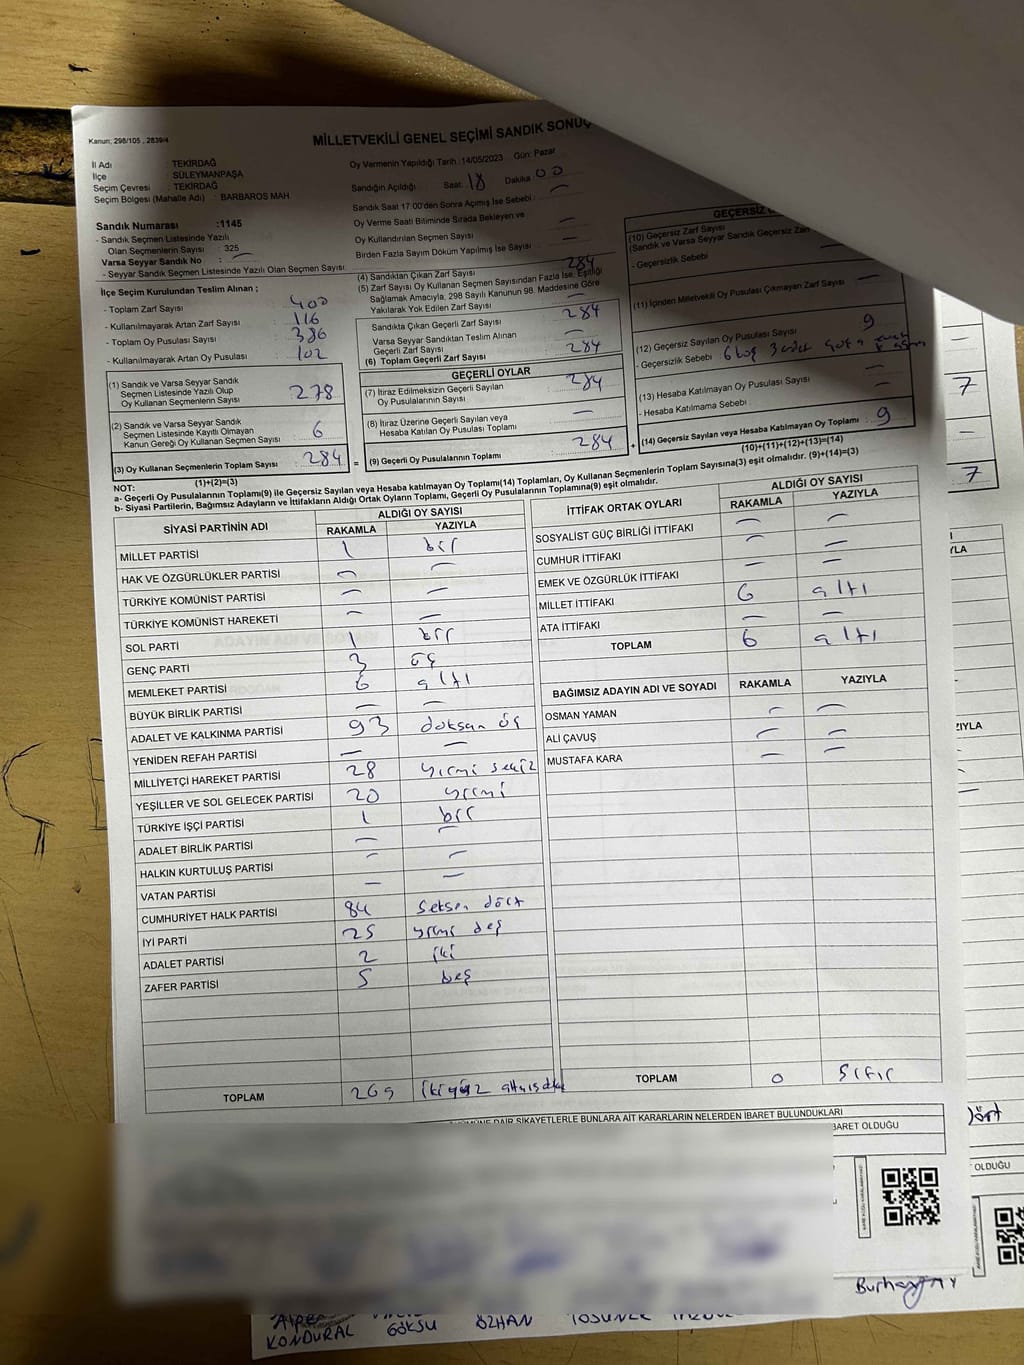 Kanun: 298/105 , 2839/4
MİLLETVEKİLİ GENEL SEÇİMİ SANDIK SONUÇ
İl Adı : TEKİRDAĞ
İlçe : SÜLEYMANPAŞA
Seçim Çevresi : TEKİRDAĞ
Seçim Bölgesi (Mahalle Adı) : BARBAROS MAH
Oy Vermenin Yapıldığı Tarih :14/05/2023 Gün: Pazar
Sandığın Açıldığı Saat: 18 Dakika 00
Sandık Saat 17:00'den Sonra Açımış İse Sebebi : —
Oy Verme Saati Bitiminde Sırada Bekleyen ve
Oy Kullandırılan Seçmen Sayısı —
Birden Fazla Sayım Döküm Yapılmış İse Sayısı —
Sandık Numarası :1145
- Sandık Seçmen Listesinde Yazılı
Olan Seçmenlerin Sayısı : 325
Varsa Seyyar Sandık No : —
- Seyyar Sandık Seçmen Listesinde Yazılı Olan Seçmen Sayısı:
İlçe Seçim Kurulundan Teslim Alınan ;
- Toplam Zarf Sayısı : 400
- Kullanılmayarak Artan Zarf Sayısı : 116
- Toplam Oy Pusulası Sayısı : 386
- Kullanılmayarak Artan Oy Pusulası : 102
(1) Sandık ve Varsa Seyyar Sandık
Seçmen Listesinde Yazılı Olup
Oy Kullanan Seçmenlerin Sayısı : 278
(2) Sandık ve Varsa Seyyar Sandık
Seçmen Listesinde Kayıtlı Olmayan
Kanun Gereği Oy Kullanan Seçmen Sayısı : 6
(3) Oy Kullanan Seçmenlerin Toplam Sayısı : 284
(1)+(2)=(3)
(4) Sandıktan Çıkan Zarf Sayısı : 284
(5) Zarf Sayısı Oy Kullanan Seçmen Sayısından Fazla İse, Eşitliği
Sağlamak Amacıyla, 298 Sayılı Kanunun 98. Maddesine Göre
Yakılarak Yok Edilen Zarf Sayısı : —
Sandıkta Çıkan Geçerli Zarf Sayısı : 284
Varsa Seyyar Sandıktan Teslim Alınan
Geçerli Zarf Sayısı : —
(6) Toplam Geçerli Zarf Sayısı : 284
GEÇERLİ OYLAR
(7) İtiraz Edilmeksizin Geçerli Sayılan
Oy Pusulalarının Sayısı : 284
(8) İtiraz Üzerine Geçerli Sayılan veya
Hesaba Katılan Oy Pusulası Toplamı : —
= (9) Geçerli Oy Pusulalarının Toplamı : 284 +
GEÇERSİZ
(10) Geçersiz Zarf Sayısı
(Sandık ve Varsa Seyyar Sandık Geçersiz Zarf
- Geçersizlik Sebebi —
(11) İçinden Milletvekili Oy Pusulası Çıkmayan Zarf Sayısı : —
(12) Geçersiz Sayılan Oy Pusulası Sayısı : 9
- Geçersizlik Sebebi : 6 boş 3 adet
(13) Hesaba Katılmayan Oy Pusulası Sayısı : —
- Hesaba Katılmama Sebebi : —
(14) Geçersiz Sayılan veya Hesaba Katılmayan Oy Toplamı : 9
(10)+(11)+(12)+(13)=(14)
NOT:
a- Geçerli Oy Pusulalarının Toplamı(9) ile Geçersiz Sayılan veya Hesaba katılmayan Oy Toplamı(14) Toplamları, Oy Kullanan Seçmenlerin Toplam Sayısına(3) eşit olmalıdır. (9)+(14)=(3)
b- Siyasi Partilerin, Bağımsız Adayların ve İttifakların Aldığı Ortak Oyların Toplamı, Geçerli Oy Pusulalarının Toplamına(9) eşit olmalıdır.
SİYASİ PARTİNİN ADI ALDIĞI OY SAYISI
RAKAMLA YAZIYLA
MİLLET PARTİSİ 1 bir
HAK VE ÖZGÜRLÜKLER PARTİSİ — —
TÜRKİYE KOMÜNİST PARTİSİ — —
TÜRKİYE KOMÜNİST HAREKETİ — —
SOL PARTİ 1 bir
GENÇ PARTİ 3 üç
MEMLEKET PARTİSİ 6 altı
BÜYÜK BİRLİK PARTİSİ — —
ADALET VE KALKINMA PARTİSİ 93 doksan üç
YENİDEN REFAH PARTİSİ — —
MİLLİYETÇİ HAREKET PARTİSİ 28 yirmi sekiz
YEŞİLLER VE SOL GELECEK PARTİSİ 20 yirmi
TÜRKİYE İŞÇİ PARTİSİ 1 bir
ADALET BİRLİK PARTİSİ — —
HALKIN KURTULUŞ PARTİSİ — —
VATAN PARTİSİ — —
CUMHURİYET HALK PARTİSİ 84 seksen dört
İYİ PARTİ 25 yirmi beş
ADALET PARTİSİ 2 iki
ZAFER PARTİSİ 5 beş
TOPLAM 269 ikiyüz altmışdo
İTTİFAK ORTAK OYLARI ALDIĞI OY SAYISI
RAKAMLA YAZIYLA
SOSYALİST GÜÇ BİRLİĞİ İTTİFAKI — —
CUMHUR İTTİFAKI — —
EMEK VE ÖZGÜRLÜK İTTİFAKI — —
MİLLET İTTİFAKI 6 altı
ATA İTTİFAKI — —
TOPLAM 6 altı
BAĞIMSIZ ADAYIN ADI VE SOYADI RAKAMLA YAZIYLA
OSMAN YAMAN — —
ALİ ÇAVUŞ — —
MUSTAFA KARA — —
TOPLAM 0 Sıfır
DAİR ŞİKAYETLERLE BUNLARA AİT KARARLARIN NELERDEN İBARET BULUNDUKLARI
BARET OLDUĞU
7
—
7
YLA
ZIYLA
dört
OLDUĞU
Burhan
Alper
KONDURAL GÖKSU ÖZHAN TOSUNER